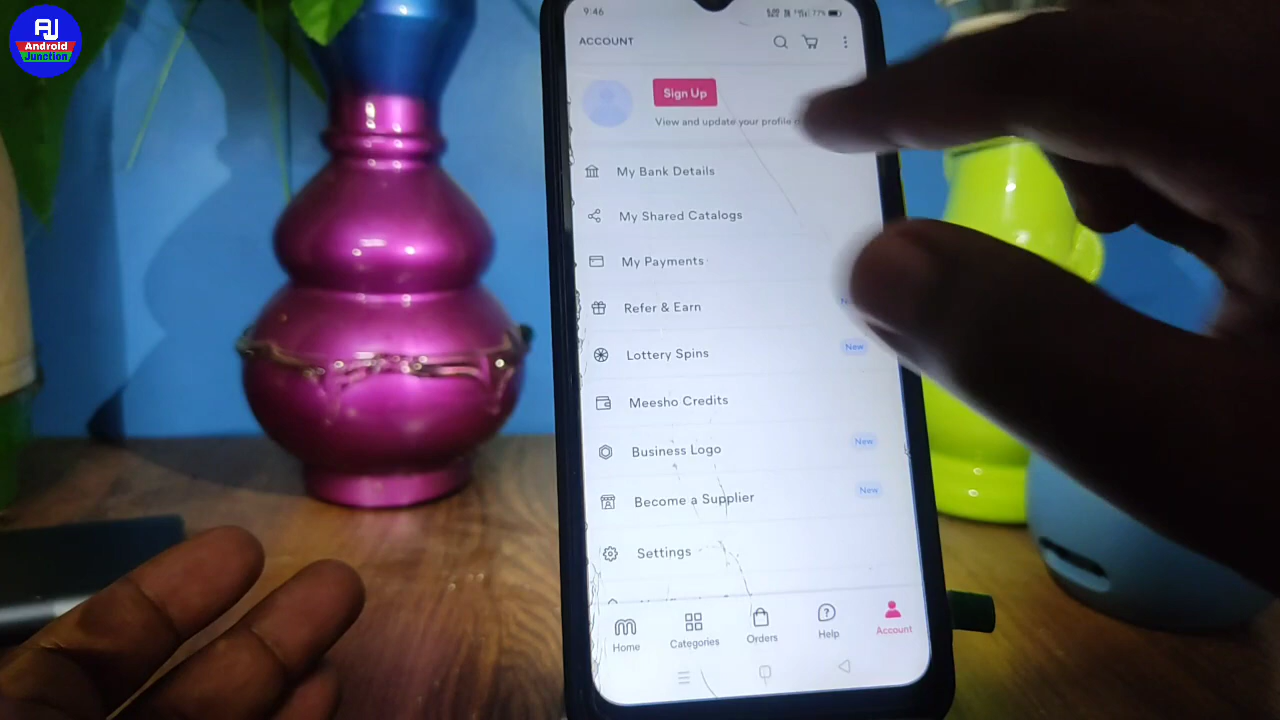 AJ
Android
Junction
9:46
77%
ACCOUNT
Sign Up
View and update your profile
My Bank Details
My Shared Catalogs
My Payments
Refer & Earn
Lottery Spins
New
Meesho Credits
Business Logo
New
Become a Supplier
New
Settings
Home
Categories
Orders
Help
Account